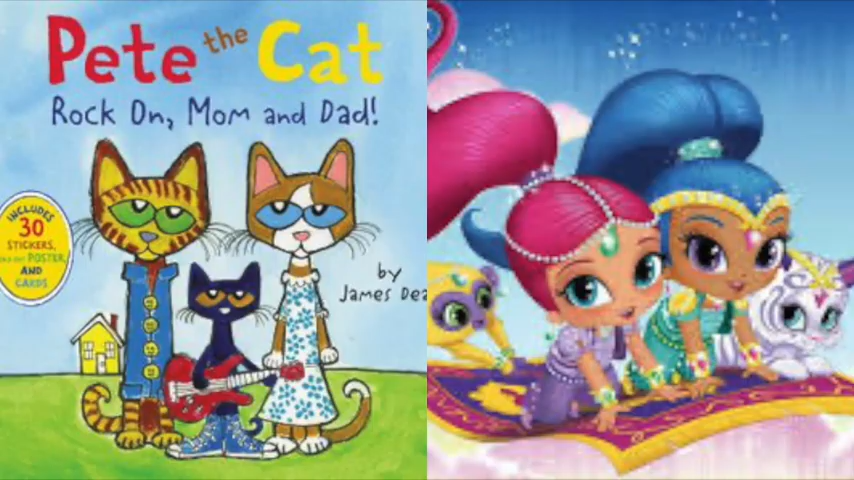 Pete the Cat
Rock On, Mom and Dad!
INCLUDES
30
STICKERS,
POSTER,
AND
CARDS
by
James Dea